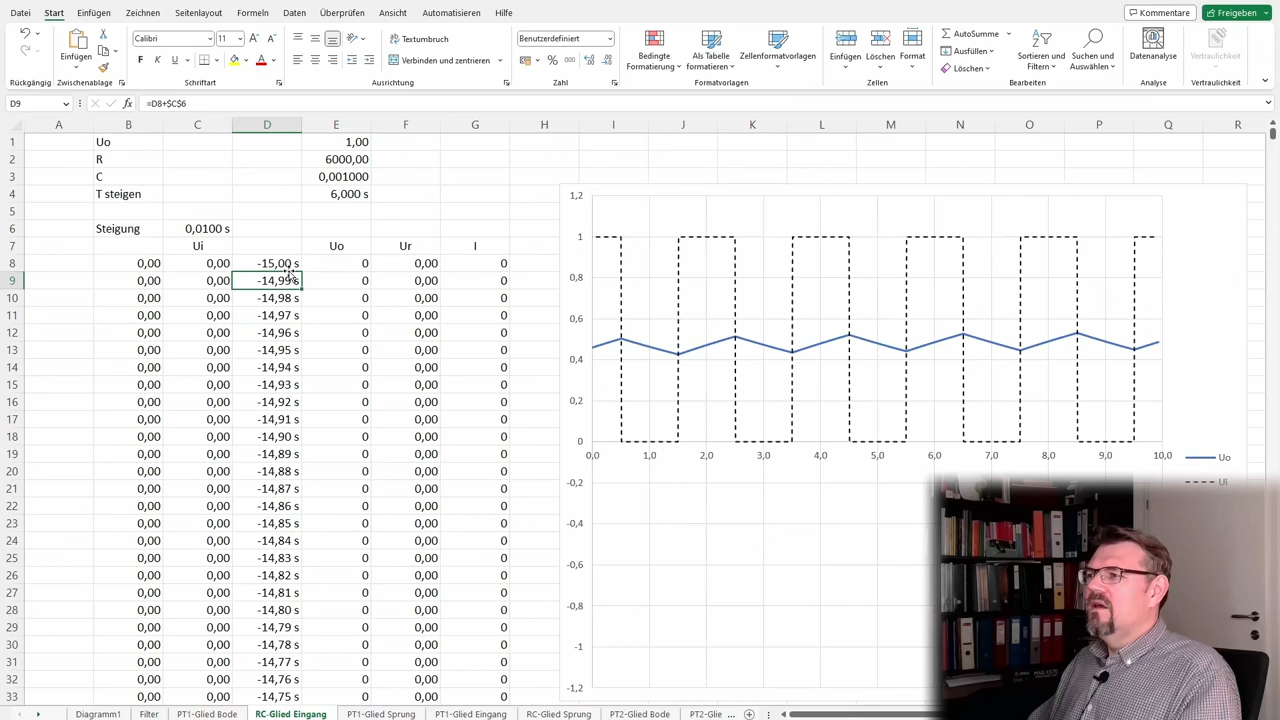 Datei Start Einfügen Zeichnen Seitenlayout Formeln Daten Überprüfen Ansicht Automatisieren Hilfe Kommentare Freigeben
Calibri 11 A A Textumbruch Benutzerdefiniert AutoSumme
Einfügen Bedingte Formatierung Als Tabelle formatieren Zellenformatvorlagen Einfügen Löschen Format Ausfüllen Sortieren und Filtern Suchen und Auswählen Datenanalyse Vertraulichkeit
F K U A Verbinden und zentrieren % 000 Löschen
Rückgängig Zwischenablage Schriftart Ausrichtung Zahl Formatvorlagen Zellen Bearbeiten Analyse Vertraulichkeit
D9 fx =D8+$C$6
A B C D E F G H I J K L M N O P Q R
1 Uo 1,00
2 R 6000,00
3 C 0,001000
4 T steigen 6,000 s
5
6 Steigung 0,0100 s
7 Ui Uo Ur I
8 0,00 0,00 -15,00 s 0 0,00 0
9 0,00 0,00 -14,99 s 0 0,00 0
10 0,00 0,00 -14,98 s 0 0,00 0
11 0,00 0,00 -14,97 s 0 0,00 0
12 0,00 0,00 -14,96 s 0 0,00 0
13 0,00 0,00 -14,95 s 0 0,00 0
14 0,00 0,00 -14,94 s 0 0,00 0
15 0,00 0,00 -14,93 s 0 0,00 0
16 0,00 0,00 -14,92 s 0 0,00 0
17 0,00 0,00 -14,91 s 0 0,00 0
18 0,00 0,00 -14,90 s 0 0,00 0
19 0,00 0,00 -14,89 s 0 0,00 0
20 0,00 0,00 -14,88 s 0 0,00 0
21 0,00 0,00 -14,87 s 0 0,00 0
22 0,00 0,00 -14,86 s 0 0,00 0
23 0,00 0,00 -14,85 s 0 0,00 0
24 0,00 0,00 -14,84 s 0 0,00 0
25 0,00 0,00 -14,83 s 0 0,00 0
26 0,00 0,00 -14,82 s 0 0,00 0
27 0,00 0,00 -14,81 s 0 0,00 0
28 0,00 0,00 -14,80 s 0 0,00 0
29 0,00 0,00 -14,79 s 0 0,00 0
30 0,00 0,00 -14,78 s 0 0,00 0
31 0,00 0,00 -14,77 s 0 0,00 0
32 0,00 0,00 -14,76 s 0 0,00 0
33 0,00 0,00 -14,75 s 0 0,00 0
1,2
1
0,8
0,6
0,4
0,2
0
0,0 1,0 2,0 3,0 4,0 5,0 6,0 7,0 8,0 9,0 10,0
Uo
-0,2
Ui
-0,4
-0,6
-0,8
-1
-1,2
Diagramm1 Filter PT1-Glied Bode RC-Glied Eingang PT1-Glied Sprung PT1-Glied Eingang RC-Glied Sprung PT2-Glied Bode PT2-Glie ...